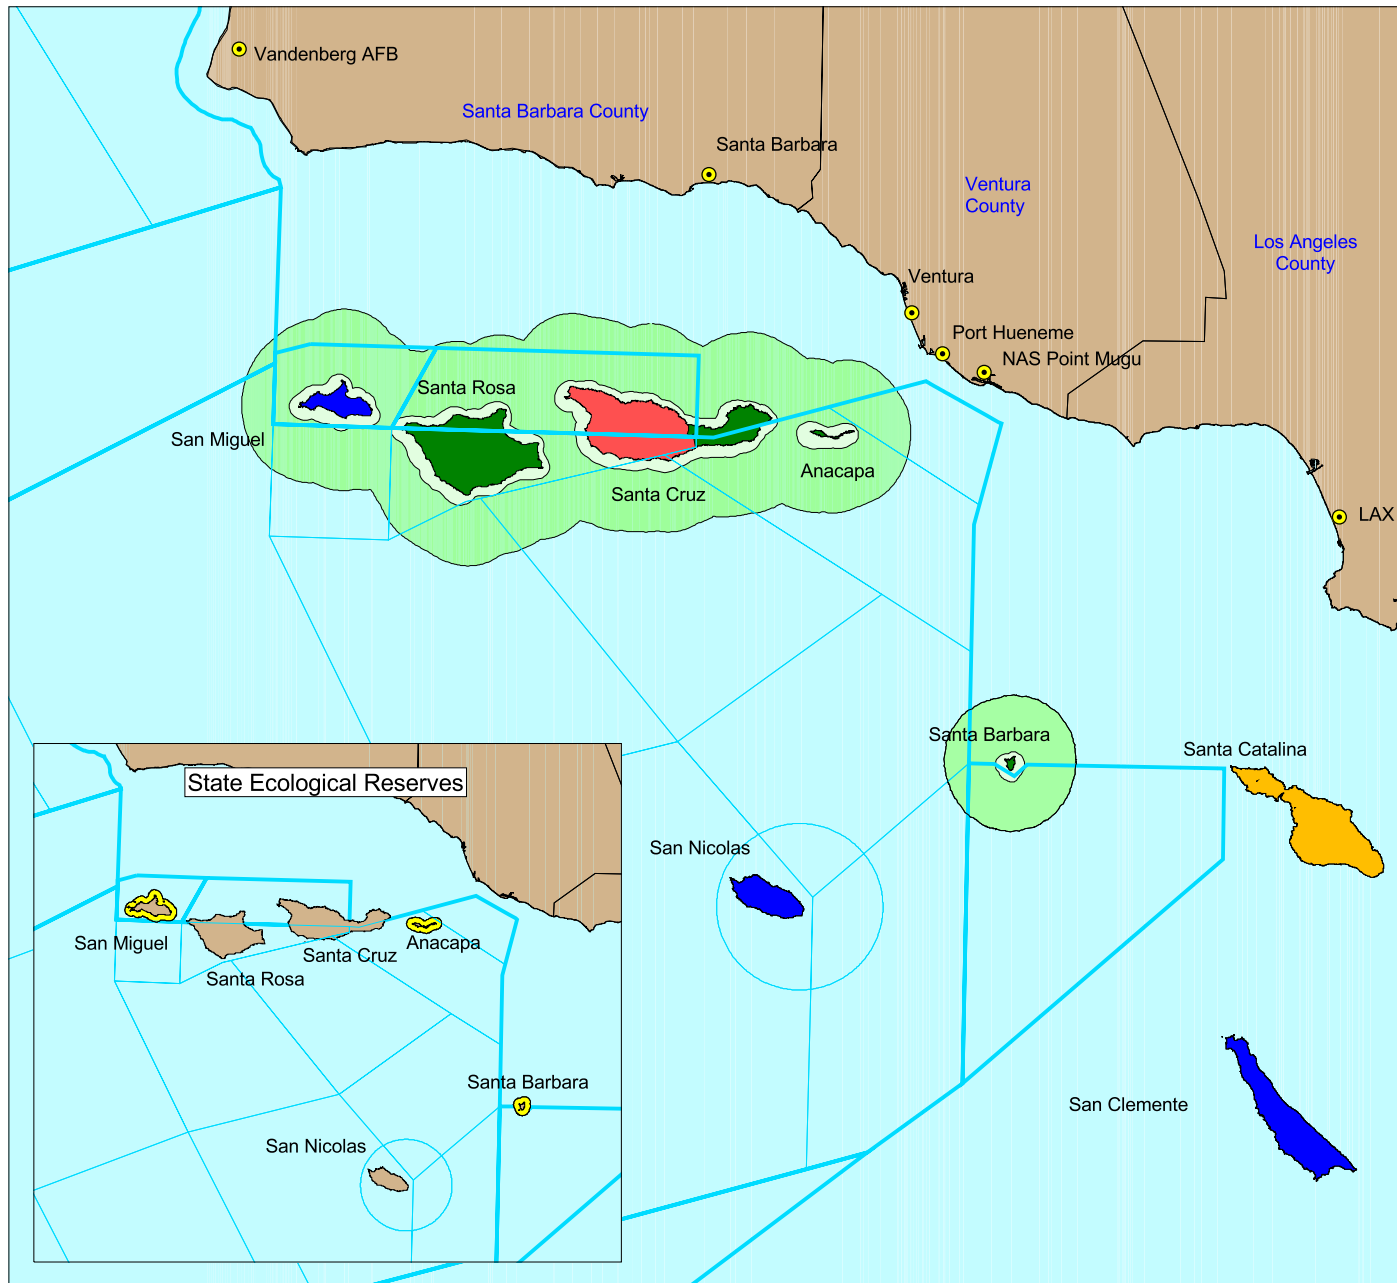 Vandenberg AFB
Santa Barbara County
Santa Barbara
Ventura
County
Los Angeles
County
Ventura
Port Hueneme
NAS Point Mugu
Santa Rosa
San Miguel
Anacapa
Santa Cruz
LAX
Santa Barbara
Santa Catalina
San Nicolas
San Clemente
State Ecological Reserves
San Miguel
Anacapa
Santa Cruz
Santa Rosa
Santa Barbara
San Nicolas